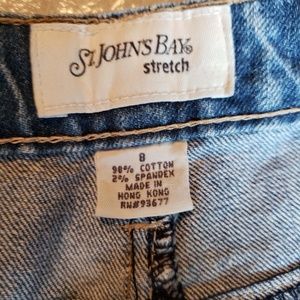 ST. JOHN'S BAY
stretch
8
98% COTTON
2% SPANDEX
MADE IN
HONG KONG
RN#93677